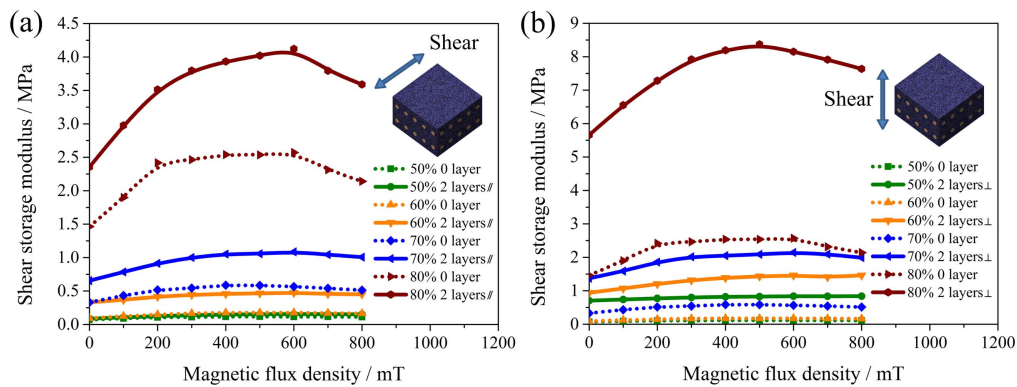 (a)
Shear storage modulus / MPa
4.5
4.0
3.5
3.0
2.5
2.0
1.5
1.0
0.5
0.0
Shear
50% 0 layer
50% 2 layers//
60% 0 layer
60% 2 layers//
70% 0 layer
70% 2 layers//
80% 0 layer
80% 2 layers//
0 200 400 600 800 1000 1200
Magnetic flux density / mT
(b)
Shear storage modulus / MPa
9
8
7
6
5
4
3
2
1
0
Shear
50% 0 layer
50% 2 layers⊥
60% 0 layer
60% 2 layers⊥
70% 0 layer
70% 2 layers⊥
80% 0 layer
80% 2 layers⊥
0 200 400 600 800 1000 1200
Magnetic flux density / mT